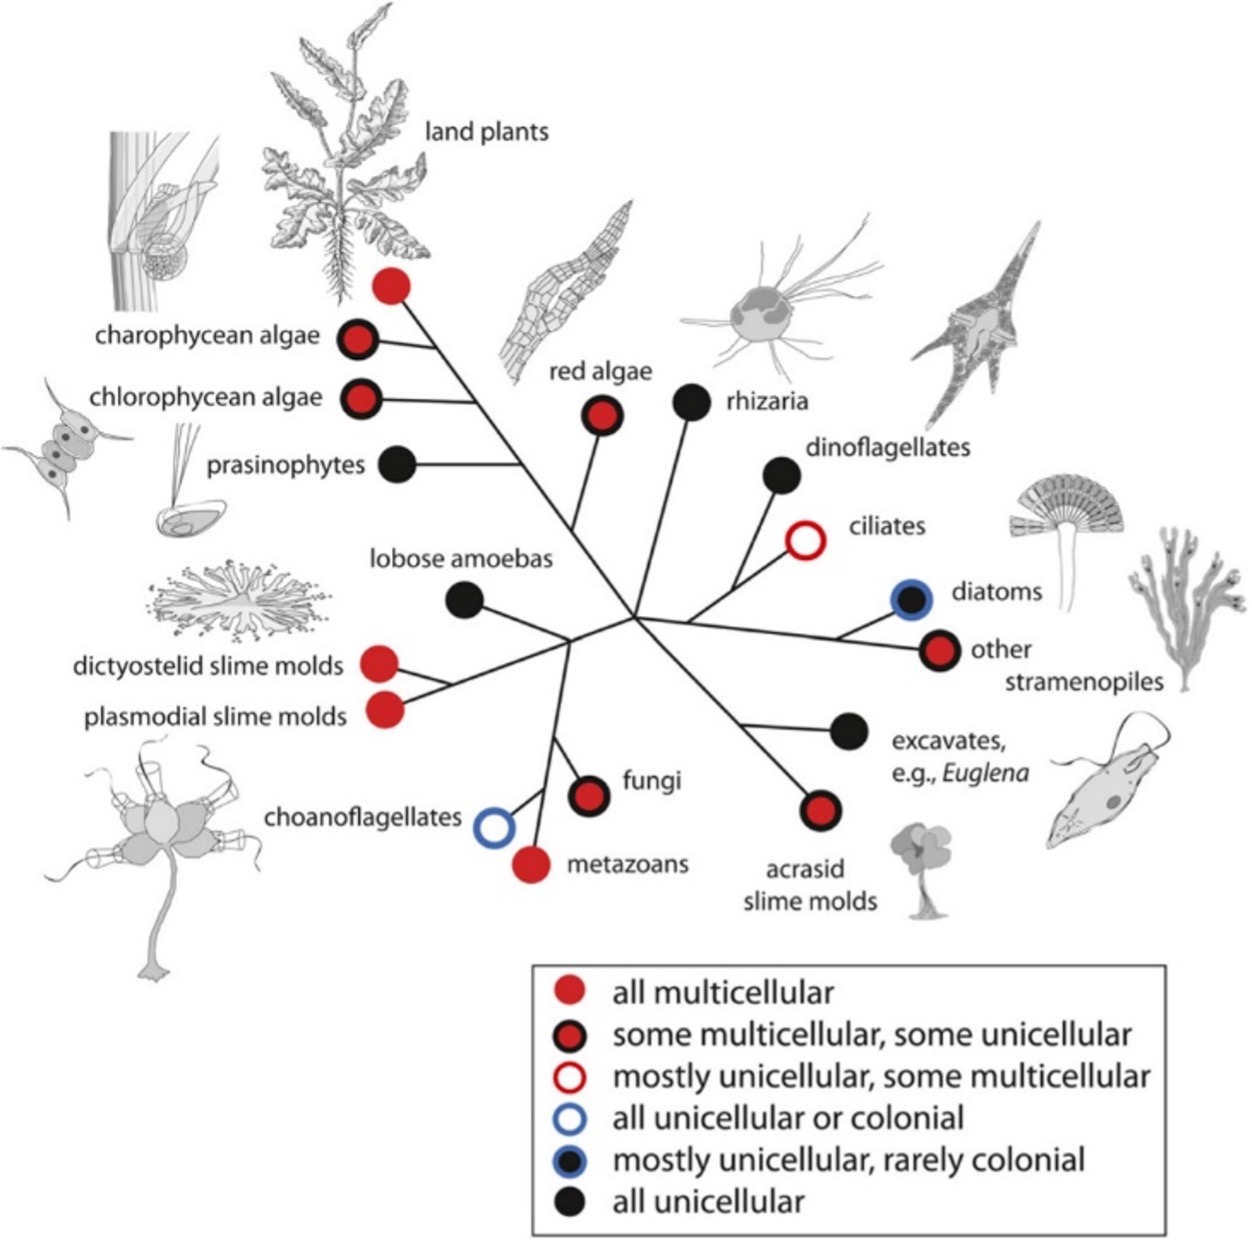 land plants
charophycean algae
chlorophycean algae
prasinophytes
red algae
rhizaria
dinoflagellates
ciliates
diatoms
other
stramenopiles
lobose amoebas
dictyostelid slime molds
plasmodial slime molds
excavates,
e.g., Euglena
fungi
choanoflagellates
metazoans
acrasid
slime molds
all multicellular
some multicellular, some unicellular
mostly unicellular, some multicellular
all unicellular or colonial
mostly unicellular, rarely colonial
all unicellular